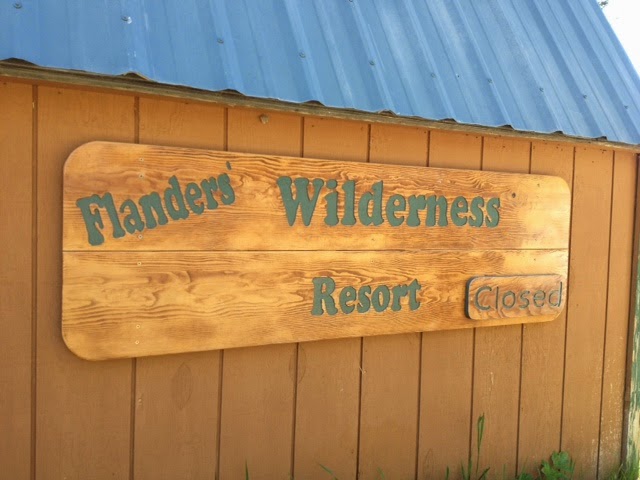 Flanders' Wilderness
Resort
Closed